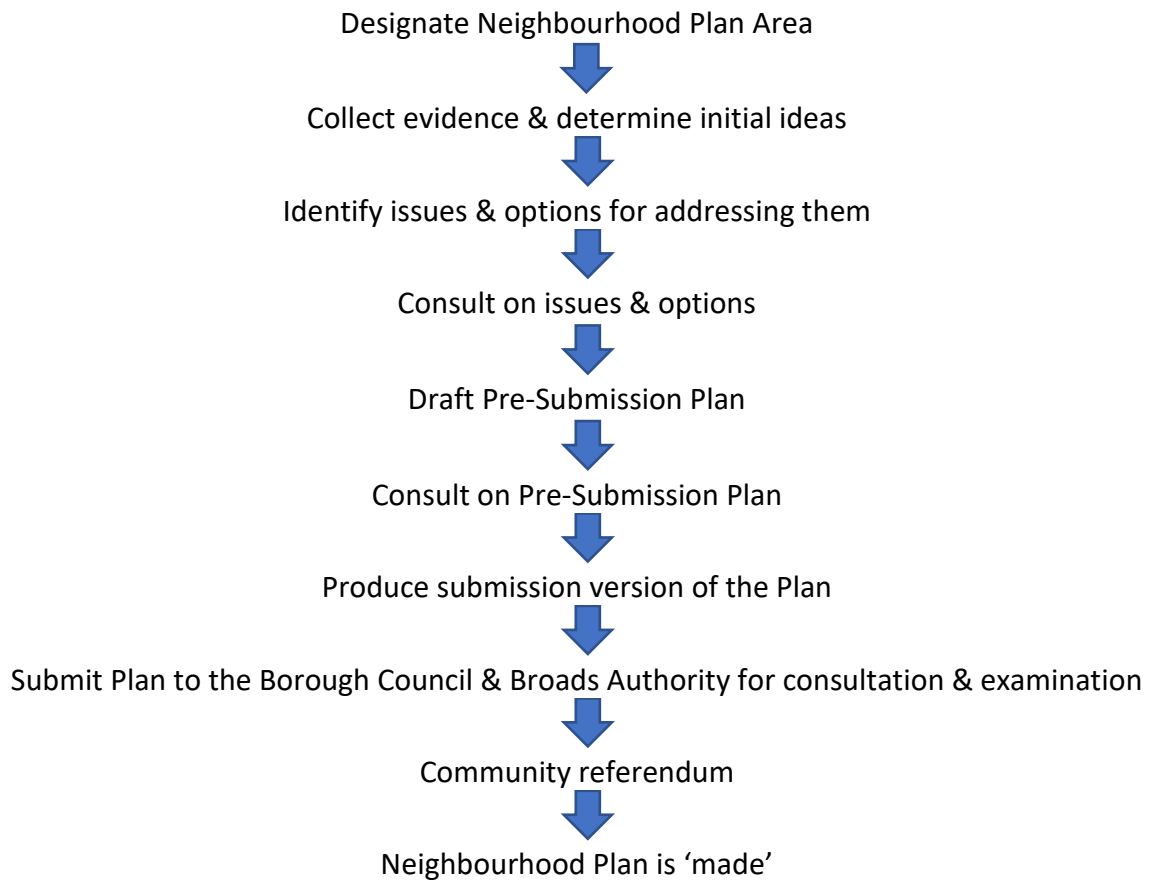 Designate Neighbourhood Plan Area
Collect evidence & determine initial ideas
Identify issues & options for addressing them
Consult on issues & options
Draft Pre-Submission Plan
Consult on Pre-Submission Plan
Produce submission version of the Plan
Submit Plan to the Borough Council & Broads Authority for consultation & examination
Community referendum
Neighbourhood Plan is ‘made’